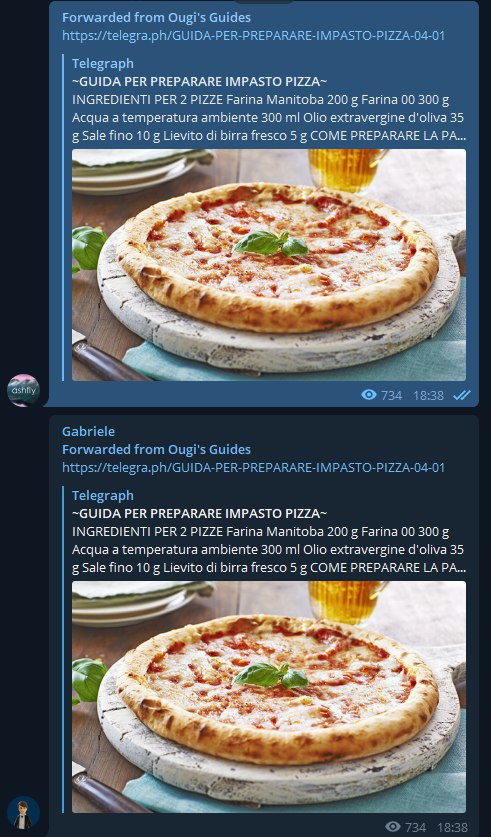 Forwarded from Ougi's Guides
https://telegra.ph/GUIDA-PER-PREPARARE-IMPASTO-PIZZA-04-01
Telegraph
~GUIDA PER PREPARARE IMPASTO PIZZA~
INGREDIENTI PER 2 PIZZE Farina Manitoba 200 g Farina 00 300 g
Acqua a temperatura ambiente 300 ml Olio extravergine d'oliva 35
g Sale fino 10 g Lievito di birra fresco 5 g COME PREPARARE LA PA...
ashfly
734 18:38
Gabriele
Forwarded from Ougi's Guides
https://telegra.ph/GUIDA-PER-PREPARARE-IMPASTO-PIZZA-04-01
Telegraph
~GUIDA PER PREPARARE IMPASTO PIZZA~
INGREDIENTI PER 2 PIZZE Farina Manitoba 200 g Farina 00 300 g
Acqua a temperatura ambiente 300 ml Olio extravergine d'oliva 35
g Sale fino 10 g Lievito di birra fresco 5 g COME PREPARARE LA PA...
734 18:38